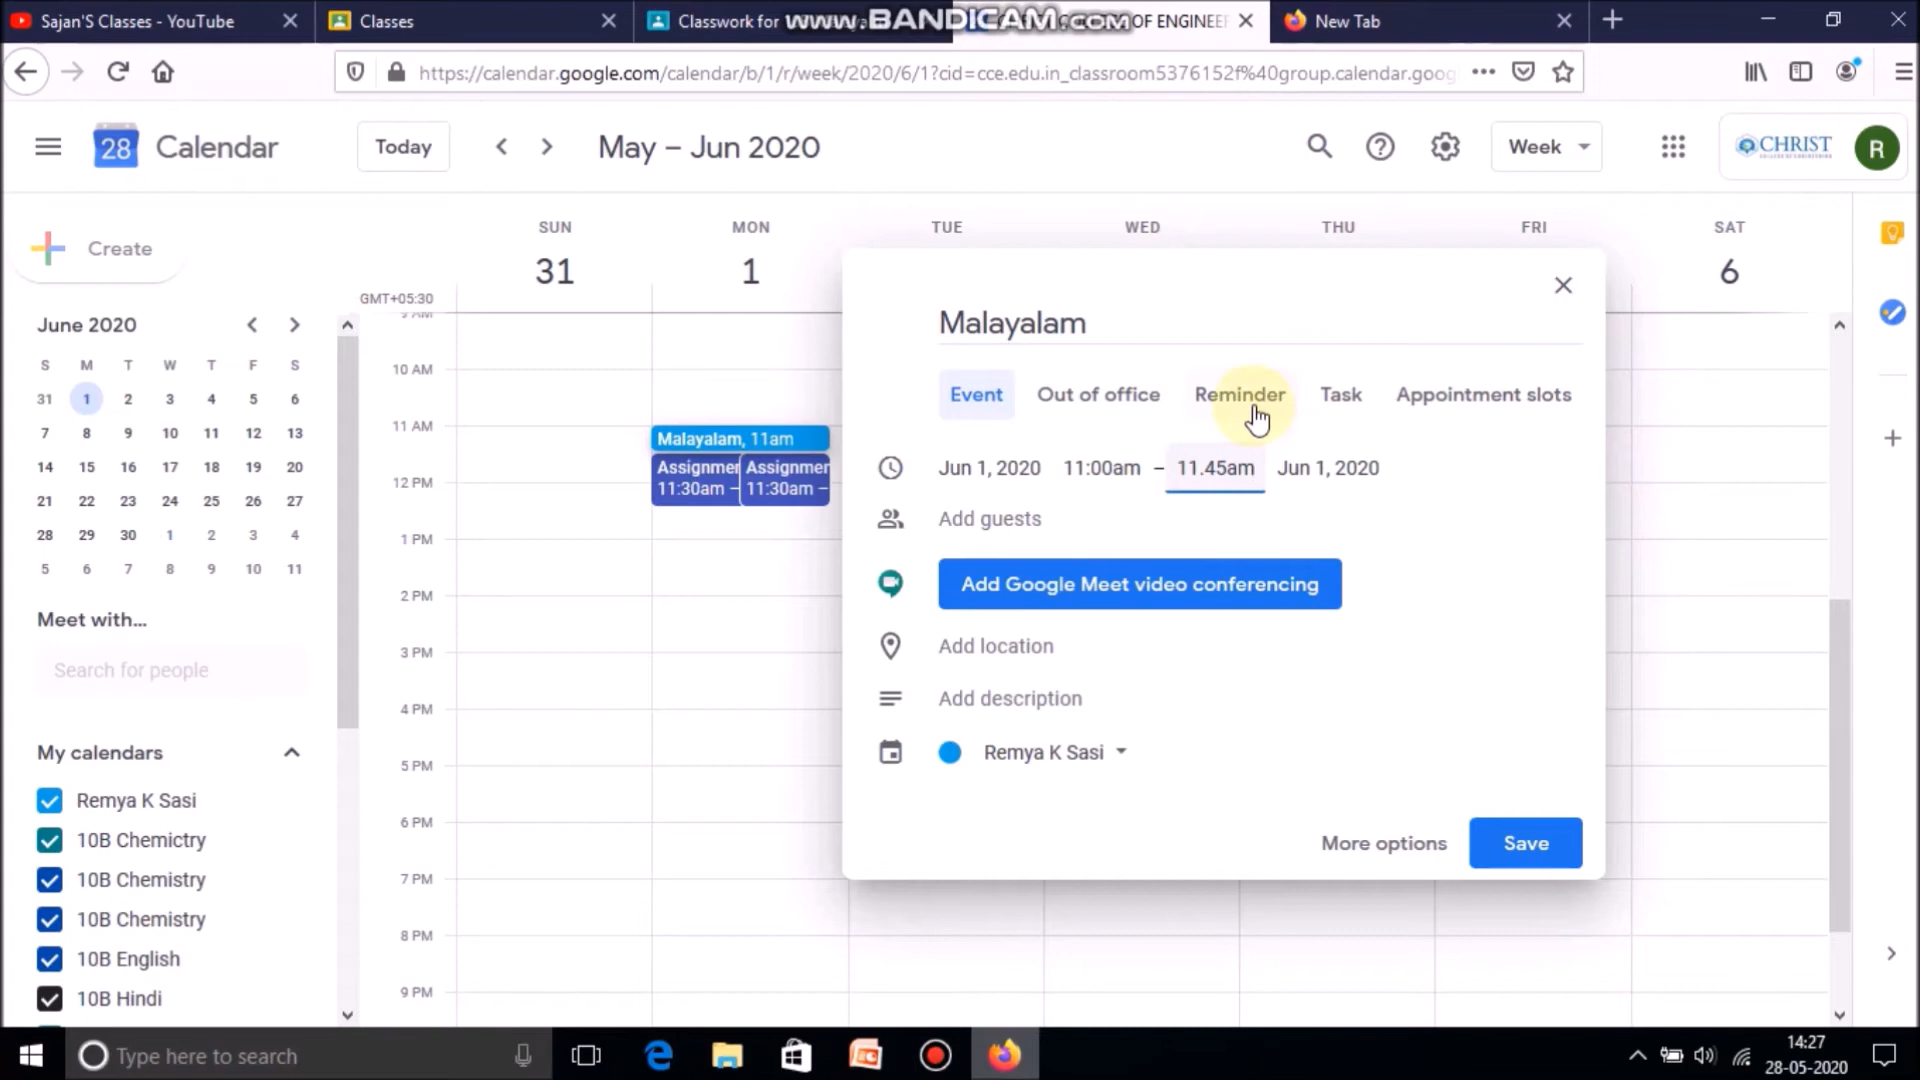 Sajan'S Classes - YouTube
Classes
Classwork for
OF ENGINEER
New Tab
www.BANDICAM.com
https://calendar.google.com/calendar/b/1/r/week/2020/6/1?cid=cce.edu.in_classroom5376152f%40group.calendar.goog
28
Calendar
Today
May – Jun 2020
Week
CHRIST
R
Create
SUN
MON
TUE
WED
THU
FRI
SAT
31
1
6
GMT+05:30
June 2020
S M T W T F S
31 1 2 3 4 5 6
7 8 9 10 11 12 13
14 15 16 17 18 19 20
21 22 23 24 25 26 27
28 29 30 1 2 3 4
5 6 7 8 9 10 11
Meet with...
Search for people
My calendars
Remya K Sasi
10B Chemictry
10B Chemistry
10B Chemistry
10B English
10B Hindi
9 AM
10 AM
11 AM
12 PM
1 PM
2 PM
3 PM
4 PM
5 PM
6 PM
7 PM
8 PM
9 PM
Malayalam, 11am
Assignmer
11:30am –
Assignmer
11:30am –
Malayalam
Event
Out of office
Reminder
Task
Appointment slots
Jun 1, 2020 11:00am – 11.45am Jun 1, 2020
Add guests
Add Google Meet video conferencing
Add location
Add description
Remya K Sasi
More options
Save
Type here to search
14:27
28-05-2020